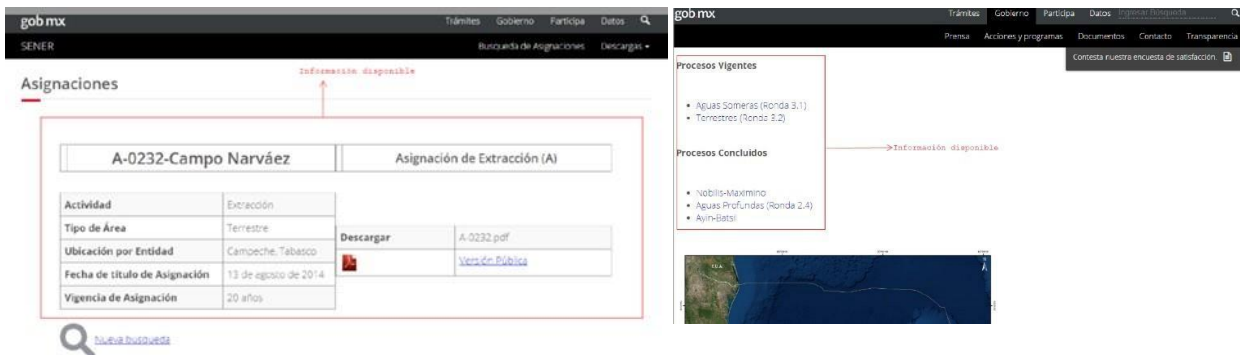 gob mx
Trámites Gobierno Participa Datos
SENER
Busqueda de Asignaciones Descargas
Información disponible
Asignaciones
A-0232-Campo Narváez
Asignación de Extracción (A)
Actividad Extracción
Tipo de Área Terrestre
Ubicación por Entidad Campeche, Tabasco
Fecha de título de Asignación 13 de agosto de 2014
Vigencia de Asignación 20 años
Descargar A-0232.pdf
Versión Pública
Nueva busqueda
gob mx
Trámites Gobierno Participa Datos Ingresar Búsqueda
Prensa Acciones y programas Documentos Contacto Transparencia
Contesta nuestra encuesta de satisfacción.
Procesos Vigentes
Aguas Someras (Ronda 3.1)
Terrestres (Ronda 3.2)
Información disponible
Procesos Concluidos
Nobilis-Maximino
Aguas Profundas (Ronda 2.4)
Ayin-Batsil